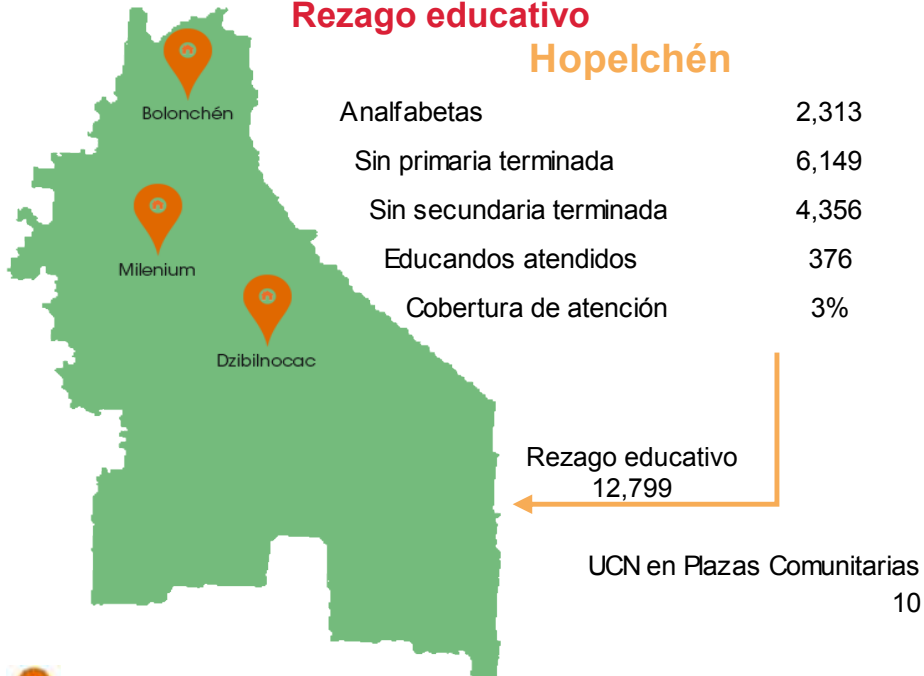 Rezago educativo
Hopelchén
Bolonchén
Milenium
Dzibilnocac
Analfabetas 2,313
Sin primaria terminada 6,149
Sin secundaria terminada 4,356
Educandos atendidos 376
Cobertura de atención 3%
Rezago educativo
12,799
UCN en Plazas Comunitarias
10